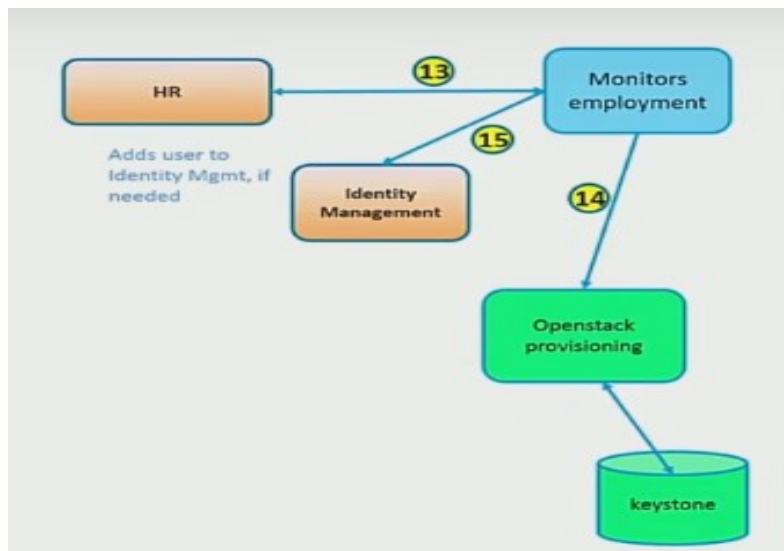 13
HR
Monitors
employment
15
Adds user to
Identity Mgmt, if
needed
Identity
Management
14
Openstack
provisioning
keystone